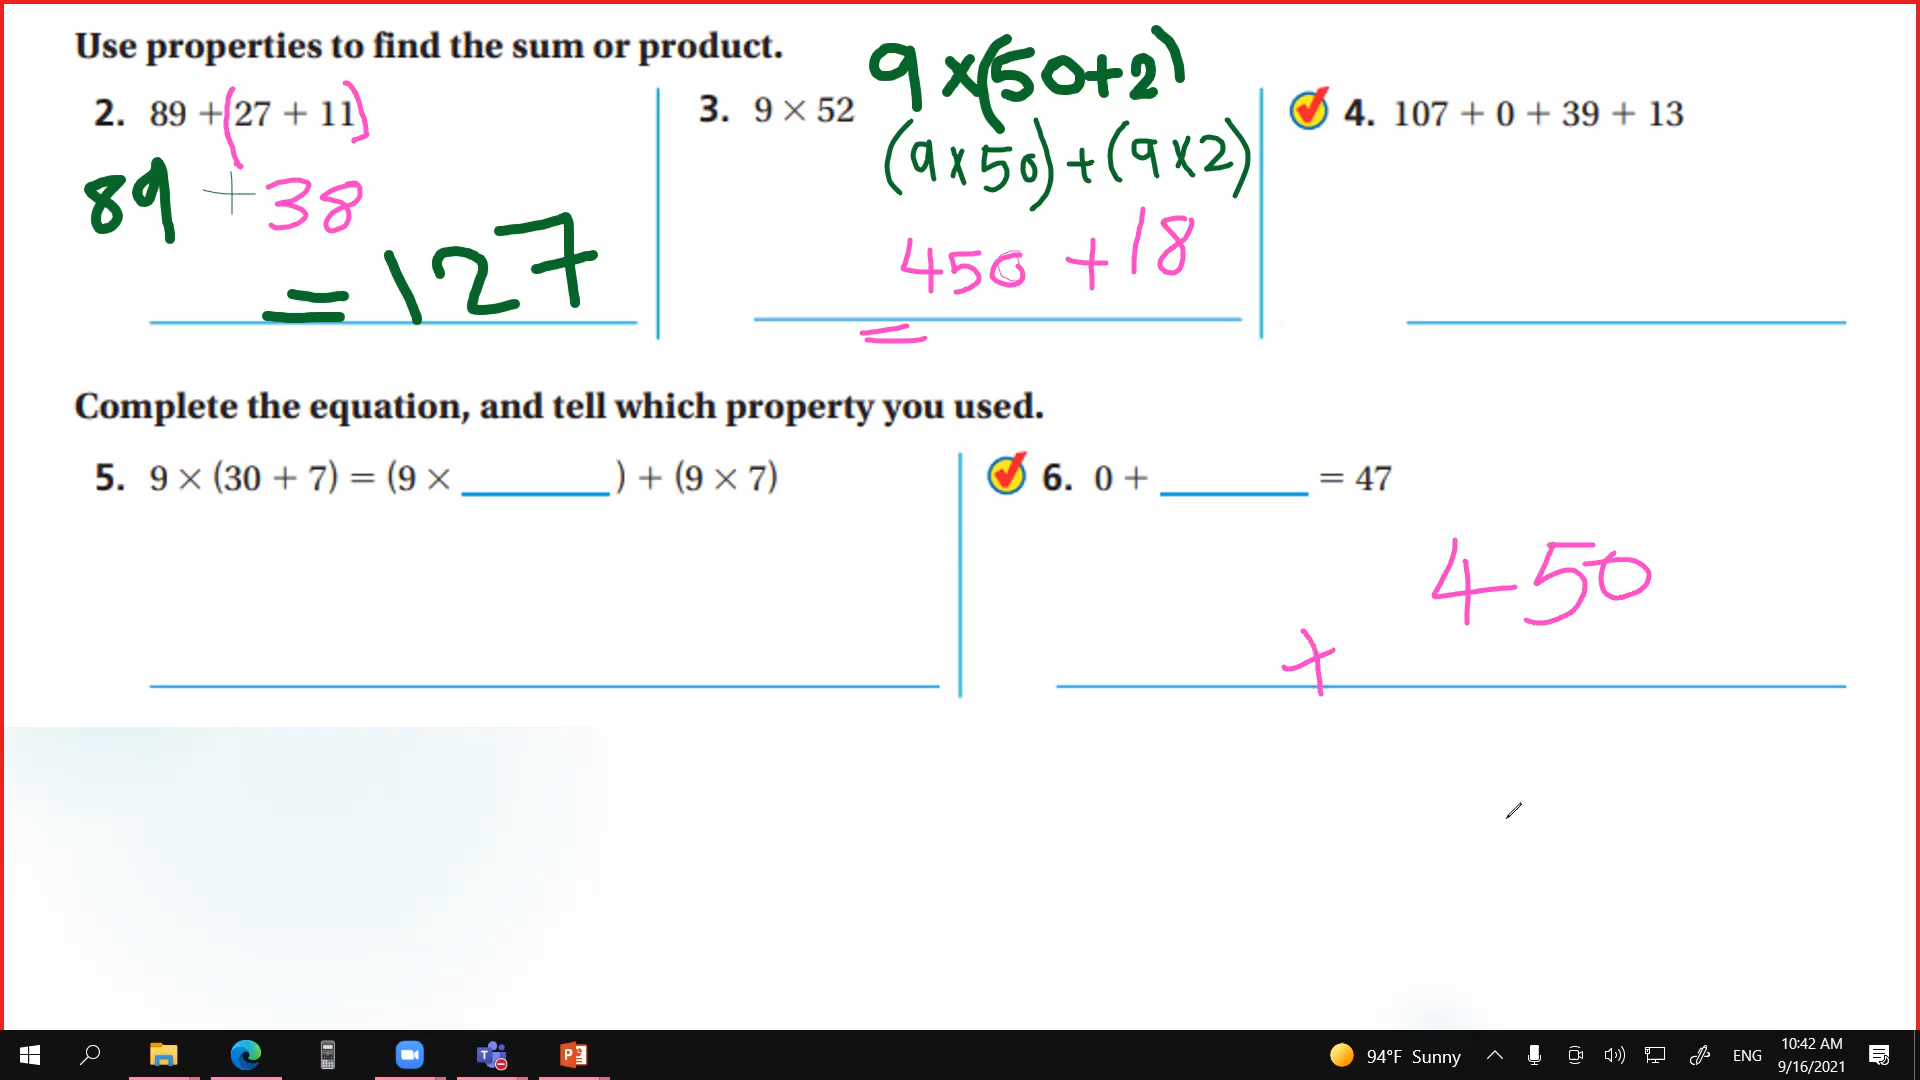 Use properties to find the sum or product.
9 × (50+2)
2. 89 + (27 + 11)
3. 9 × 52
4. 107 + 0 + 39 + 13
(9 × 50) + (9 × 2)
89 + 38
= 127
450 + 18
=
Complete the equation, and tell which property you used.
5. 9 × (30 + 7) = (9 × ________ ) + (9 × 7)
6. 0 + ________ = 47
450
+
94°F Sunny
ENG
10:42 AM
9/16/2021